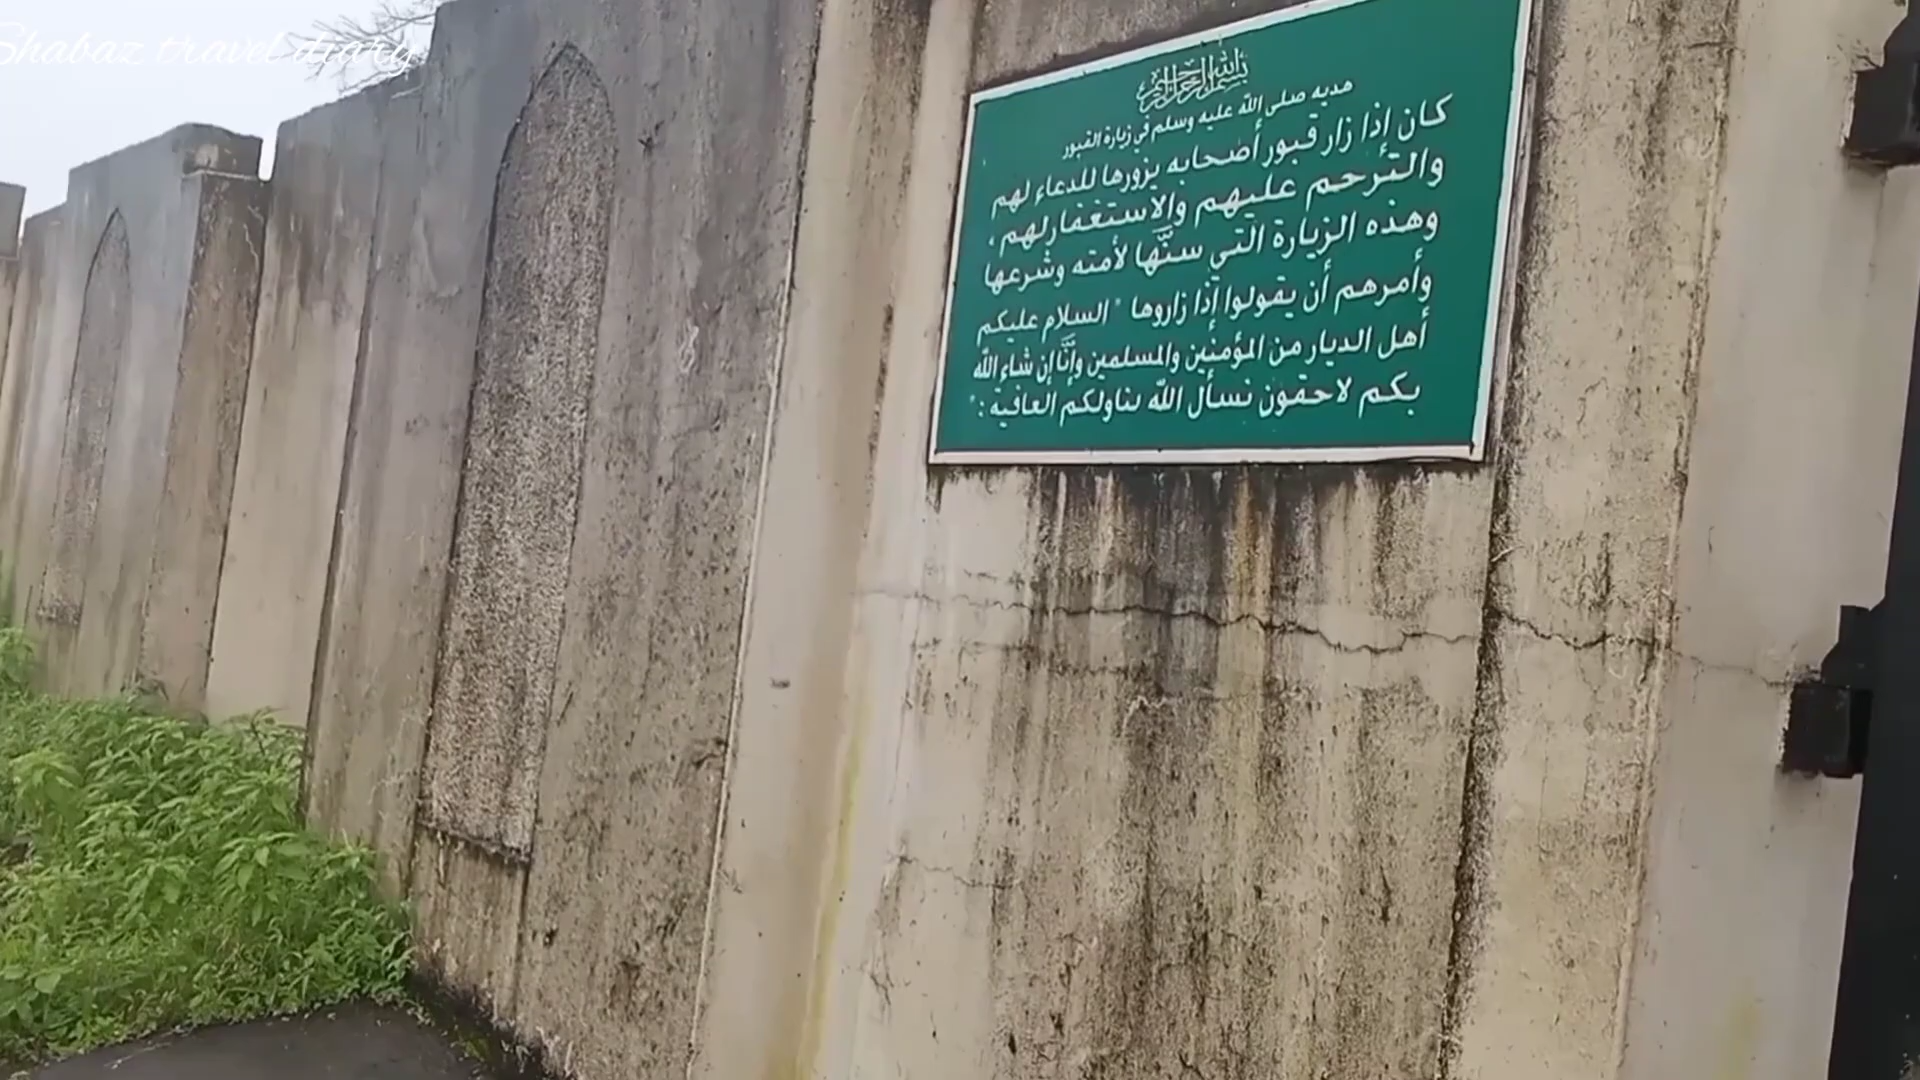 Shabaz travel diary
بسم الله الرحمن الرحيم
هديه صلى الله عليه وسلم في زيارة القبور
كان إذا زار قبور أصحابه يزورها للدعاء لهم
والترحم عليهم والاستغفار لهم ،
وهذه الزيارة التي سنَّها لأمته وشرعها
وأمرهم أن يقولوا إذا زاروها " السلام عليكم
أهل الديار من المؤمنين والمسلمين وإنَّا إن شاء الله
بكم لاحقون نسأل الله لنا ولكم العافية : "